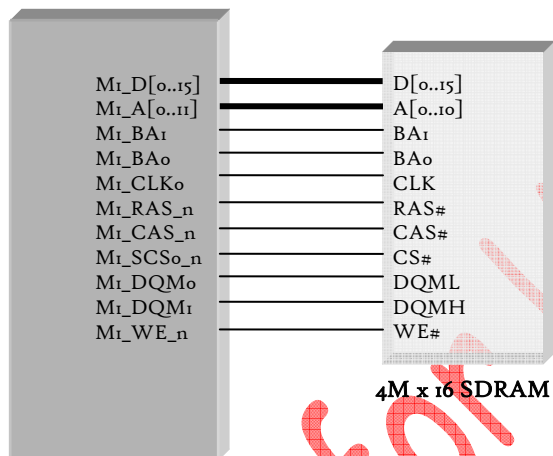 M1_D[0..15] D[0..15]
M1_A[0..11] A[0..10]
M1_BA1 BA1
M1_BA0 BA0
M1_CLK0 CLK
M1_RAS_n RAS#
M1_CAS_n CAS#
M1_SCS0_n CS#
M1_DQM0 DQML
M1_DQM1 DQMH
M1_WE_n WE#
4M x 16 SDRAM
for